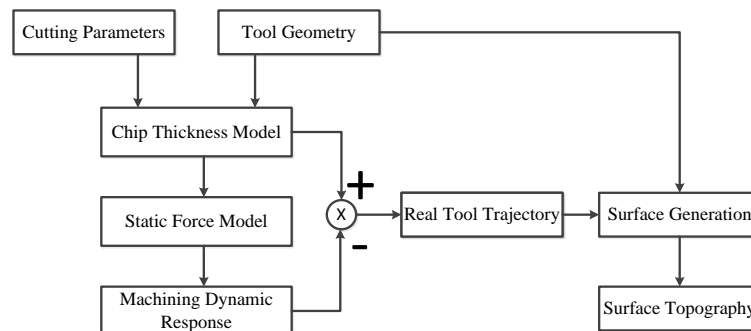 Cutting Parameters
Tool Geometry
Chip Thickness Model
+
Static Force Model
X
Real Tool Trajectory
Surface Generation
-
Machining Dynamic
Response
Surface Topography